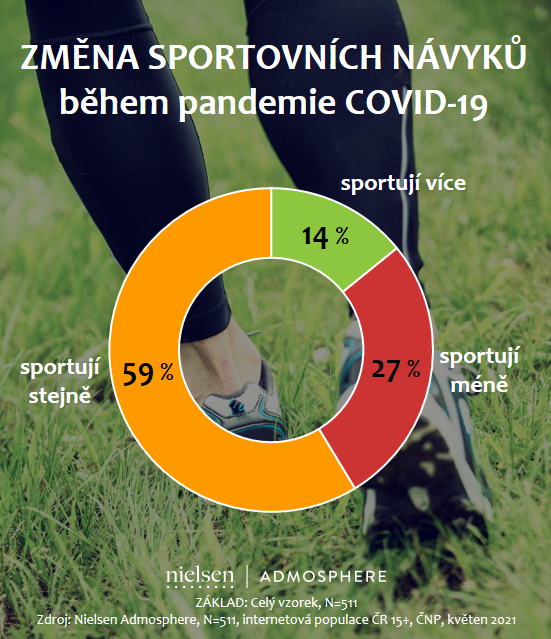 ZMĚNA SPORTOVNÍCH NÁVYKŮ
během pandemie COVID-19
sportují více
14 %
sportují
stejně
59 %
27 %
sportují
méně
nielsen | ADMOSPHERE
ZÁKLAD: Celý vzorek, N=511
Zdroj: Nielsen Admosphere, N=511, internetová populace ČR 15+, ČNP, květen 2021